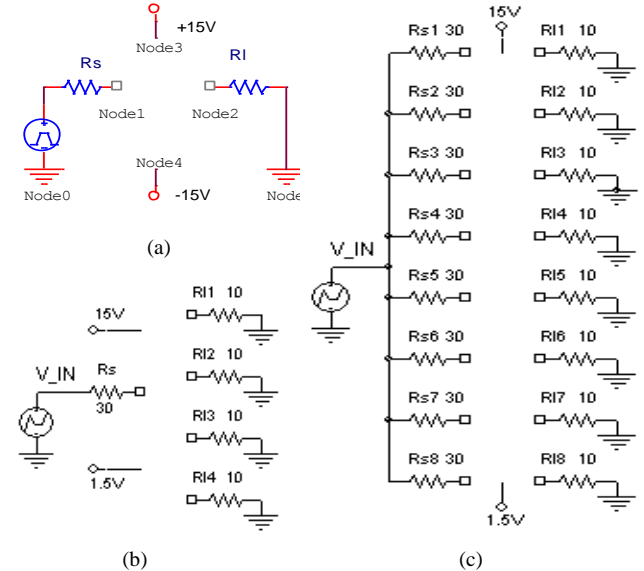 +15V
Node3
Rs
Rl
Node1
Node2
Node4
Node0
-15V
Node
(a)
15V
V_IN
Rs
30
1.5V
Rl1 10
Rl2 10
Rl3 10
Rl4 10
(b)
15V
Rs1 30
Rl1 10
Rs2 30
Rl2 10
Rs3 30
Rl3 10
Rs4 30
Rl4 10
V_IN
Rs5 30
Rl5 10
Rs6 30
Rl6 10
Rs7 30
Rl7 10
Rs8 30
Rl8 10
1.5V
(c)